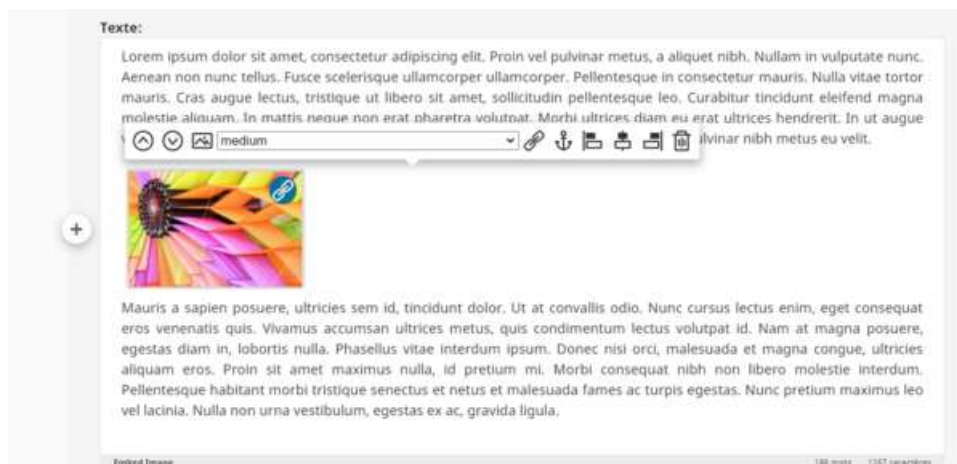 Texte:
Lorem ipsum dolor sit amet, consectetur adipiscing elit. Proin vel pulvinar metus, a aliquet nibh. Nullam in vulputate nunc.
Aenean non nunc tellus. Fusce scelerisque ullamcorper ullamcorper. Pellentesque in consectetur mauris. Nulla vitae tortor
mauris. Cras augue lectus, tristique ut libero sit amet, sollicitudin pellentesque leo. Curabitur tincidunt eleifend magna
molestie aliquam. In mattis neque non erat pharetra volutpat. Morbi ultrices diam eu erat ultrices hendrerit. In ut augue
medium
nibh metus eu velit.
Mauris a sapien posuere, ultricies sem id, tincidunt dolor. Ut at convallis odio. Nunc cursus lectus enim, eget consequat
eros venenatis quis. Vivamus accumsan ultrices metus, quis condimentum lectus volutpat id. Nam at magna posuere,
egestas diam in, lobortis nulla. Phasellus vitae interdum ipsum. Donec nisi orci, malesuada et magna congue, ultricies
aliquam eros. Proin sit amet maximus nulla, id pretium mi. Morbi consequat nibh non libero molestie interdum.
Pellentesque habitant morbi tristique senectus et netus et malesuada fames ac turpis egestas. Nunc pretium maximus leo
vel lacinia. Nulla non urna vestibulum, egestas ex ac, gravida ligula.
Embed Image